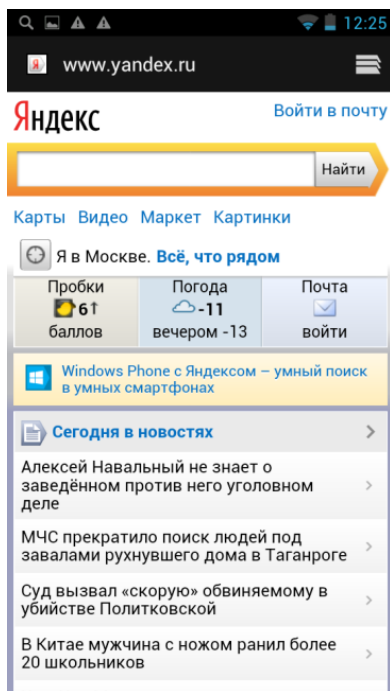 12:25
www.yandex.ru
Яндекс
Войти в почту
Найти
Карты Видео Маркет Картинки
Я в Москве. Всё, что рядом
Пробки Погода Почта
6↑ -11
баллов вечером -13 войти
Windows Phone с Яндексом – умный поиск
в умных смартфонах
Сегодня в новостях
Алексей Навальный не знает о
заведённом против него уголовном
деле
МЧС прекратило поиск людей под
завалами рухнувшего дома в Таганроге
Суд вызвал «скорую» обвиняемому в
убийстве Политковской
В Китае мужчина с ножом ранил более
20 школьников